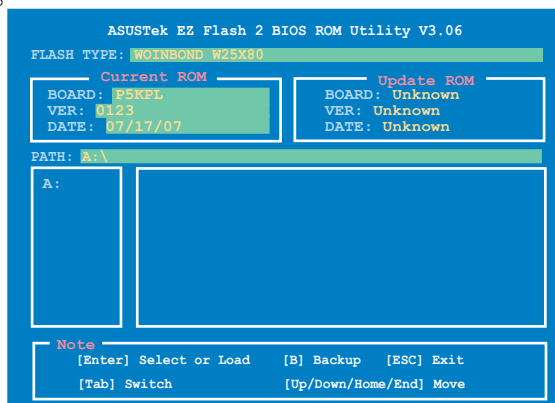 ASUSTek EZ Flash 2 BIOS ROM Utility V3.06
FLASH TYPE: WOINBOND W25X80
Current ROM
BOARD: P5KPL
VER: 0123
DATE: 07/17/07
Update ROM
BOARD: Unknown
VER: Unknown
DATE: Unknown
PATH: A:\
A:
Note
[Enter] Select or Load [B] Backup [ESC] Exit
[Tab] Switch [Up/Down/Home/End] Move